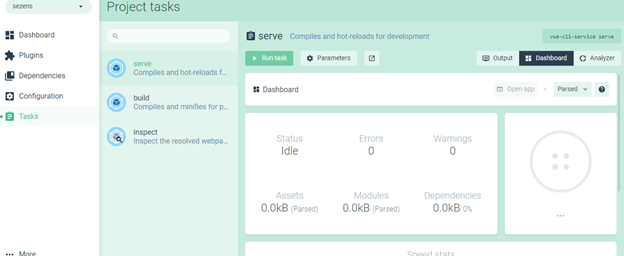 sezens
Dashboard
Plugins
Dependencies
Configuration
Tasks
More
Project tasks
serve
Compiles and hot-reloads f...
build
Compiles and minifies for p...
inspect
Inspect the resolved webpa...
serve Compiles and hot-reloads for development
vue-cli-service serve
Run task Parameters
Output Dashboard Analyzer
Dashboard
Open app Parsed
Status Errors Warnings
Idle 0 0
Assets Modules Dependencies
0.0kB (Parsed) 0.0kB (Parsed) 0.0kB 0%
...
Speed stats